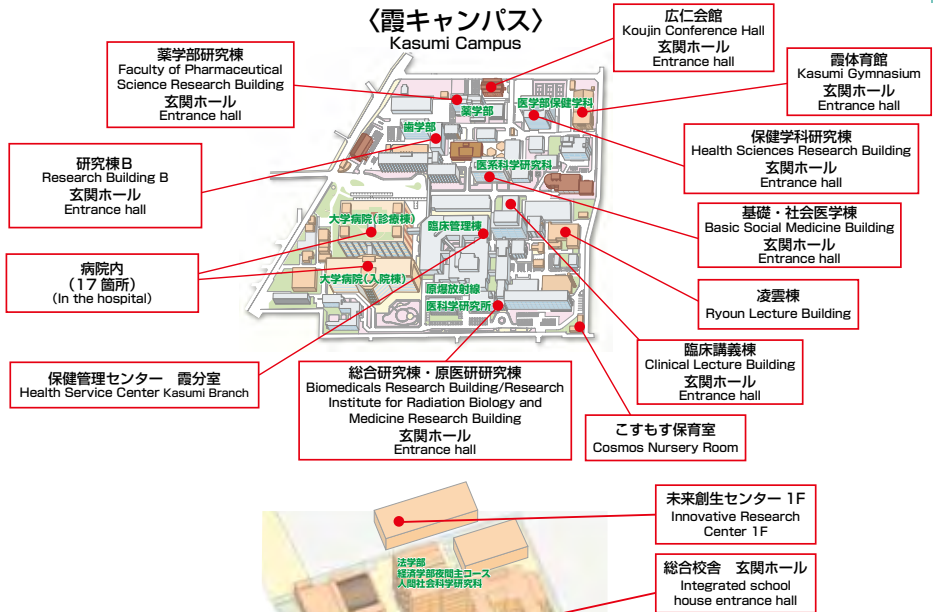 〈霞キャンパス〉
Kasumi Campus
薬学部研究棟
Faculty of Pharmaceutical
Science Research Building
玄関ホール
Entrance hall
広仁会館
Koujin Conference Hall
玄関ホール
Entrance hall
霞体育館
Kasumi Gymnasium
玄関ホール
Entrance hall
研究棟B
Research Building B
玄関ホール
Entrance hall
保健学科研究棟
Health Sciences Research Building
玄関ホール
Entrance hall
基礎・社会医学棟
Basic Social Medicine Building
玄関ホール
Entrance hall
病院内
(17 箇所)
(In the hospital)
凌雲棟
Ryoun Lecture Building
臨床講義棟
Clinical Lecture Building
玄関ホール
Entrance hall
保健管理センター 霞分室
Health Service Center Kasumi Branch
総合研究棟・原医研研究棟
Biomedicals Research Building/Research
Institute for Radiation Biology and
Medicine Research Building
玄関ホール
Entrance hall
こすもす保育室
Cosmos Nursery Room
薬学部
医学部保健学科
歯学部
医系科学研究科
大学病院(診療棟)
臨床管理棟
大学病院(入院棟)
原爆放射線
医科学研究所
未来創生センター 1F
Innovative Research
Center 1F
法学部
経済学部夜間主コース
人間社会科学研究科
総合校舎 玄関ホール
Integrated school
house entrance hall